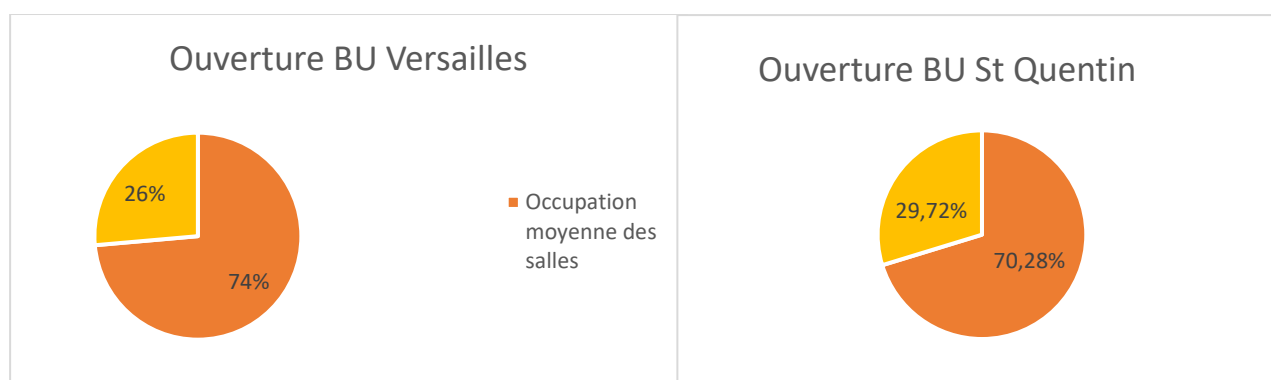 Ouverture BU Versailles
26%
74%
Occupation
moyenne des
salles
Ouverture BU St Quentin
29,72%
70,28%